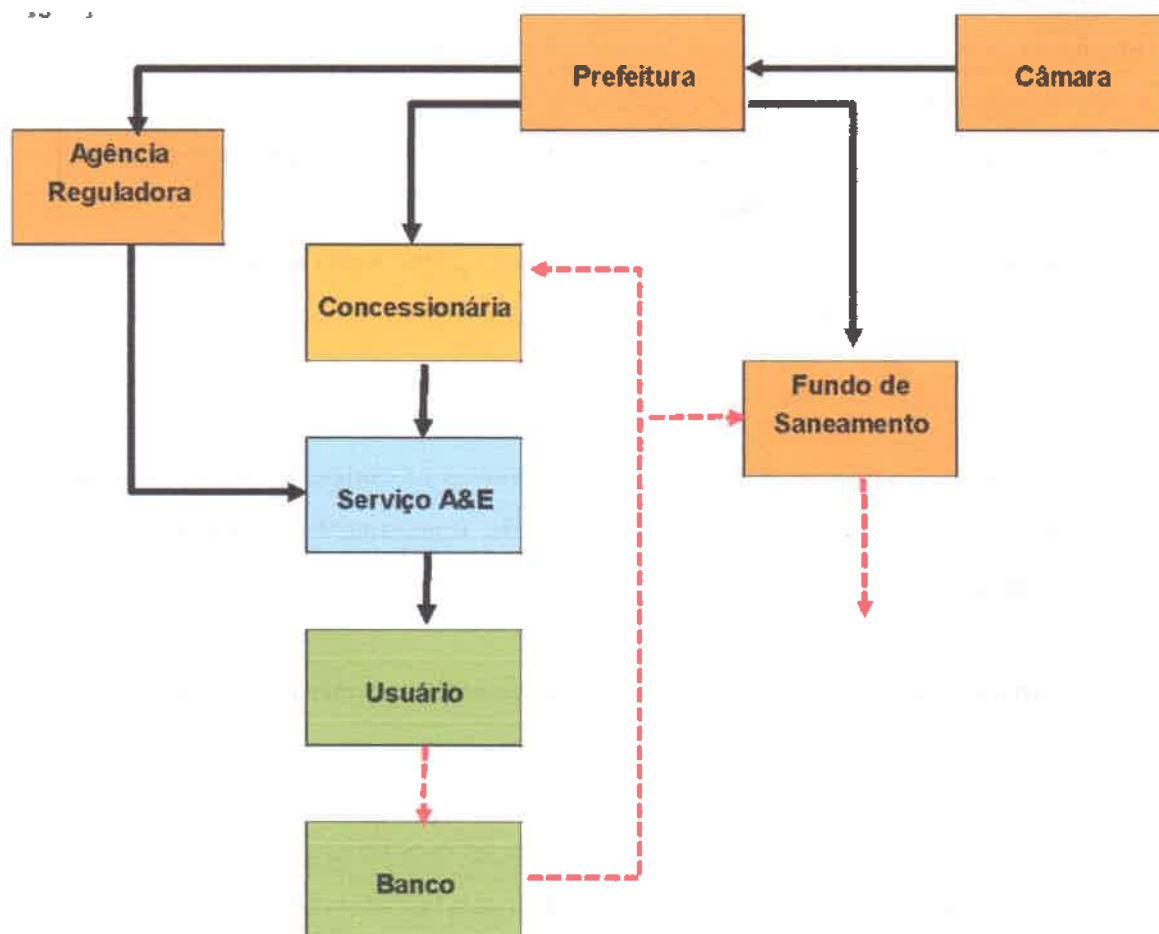 Prefeitura
Câmara
Agência
Reguladora
Concessionária
Fundo de
Saneamento
Serviço A&E
Usuário
Banco